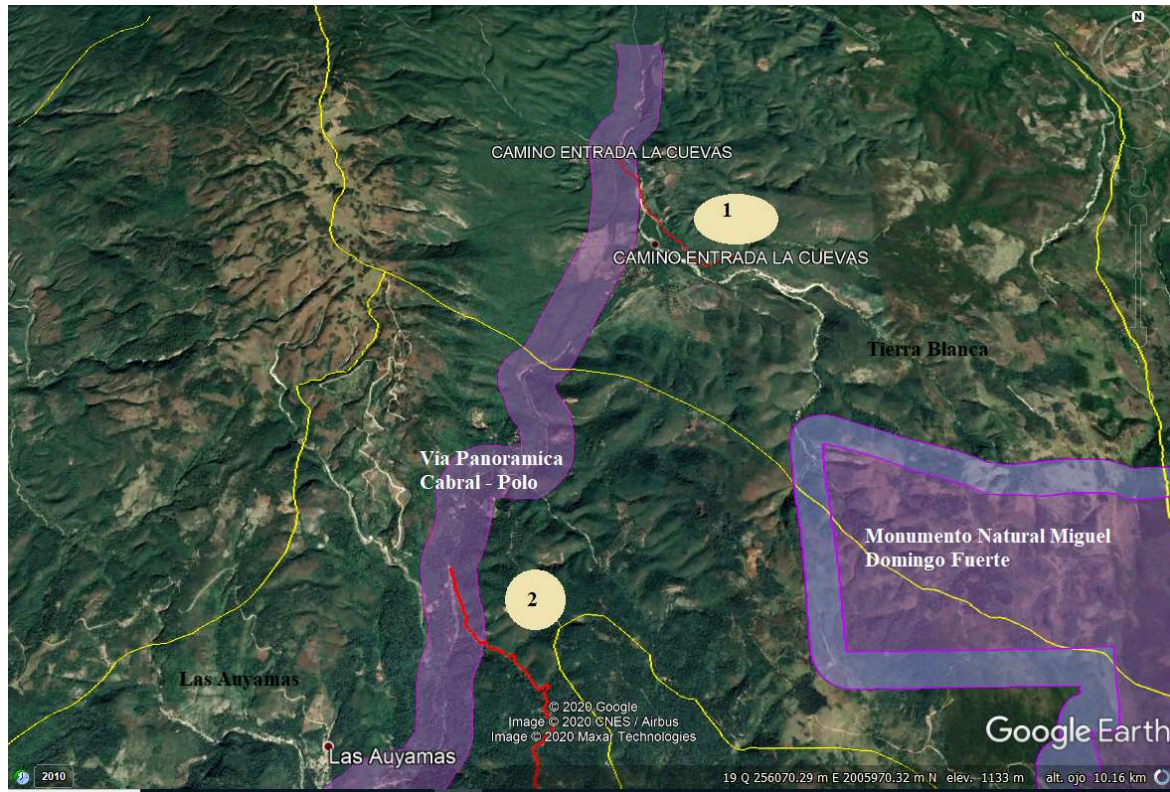 N
CAMINO ENTRADA LA CUEVAS
1
CAMINO ENTRADA LA CUEVAS
Tierra Blanca
Vía Panoramica
Cabral - Polo
Monumento Natural Miguel
Domingo Fuerte
2
Las Auyamas
© 2020 Google
Image © 2020 CNES / Airbus
Image © 2020 Maxar Technologies
Google Earth
Las Auyamas
2010
19 Q 256070.29 m E 2005970.32 m N elev. 1133 m alt. ojo 10.16 km